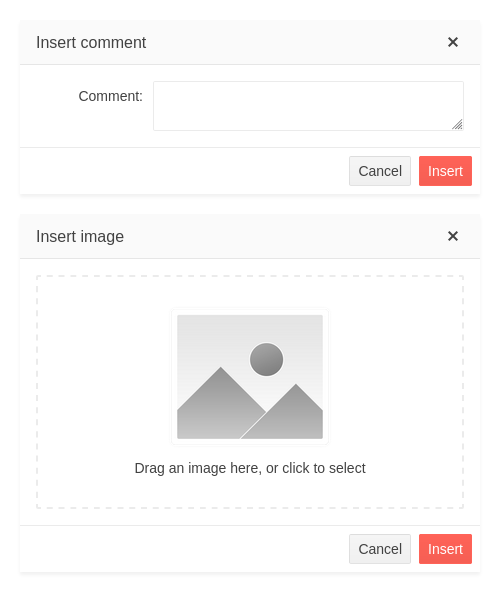 Insert comment
Comment:
Cancel Insert
Insert image
Drag an image here, or click to select
Cancel Insert